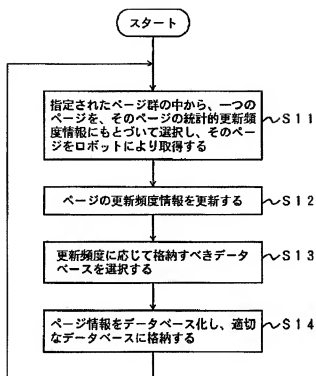 スタート
指定されたページ群の中から、一つの
ページを、そのページの統計的更新頻
度情報にもとづいて選択し、そのペー
ジをロボットにより取得する
S11
ページの更新頻度情報を更新する
S12
更新頻度に応じて格納すべきデータ
ベースを選択する
S13
ページ情報をデータベース化し、適切
なデータベースに格納する
S14